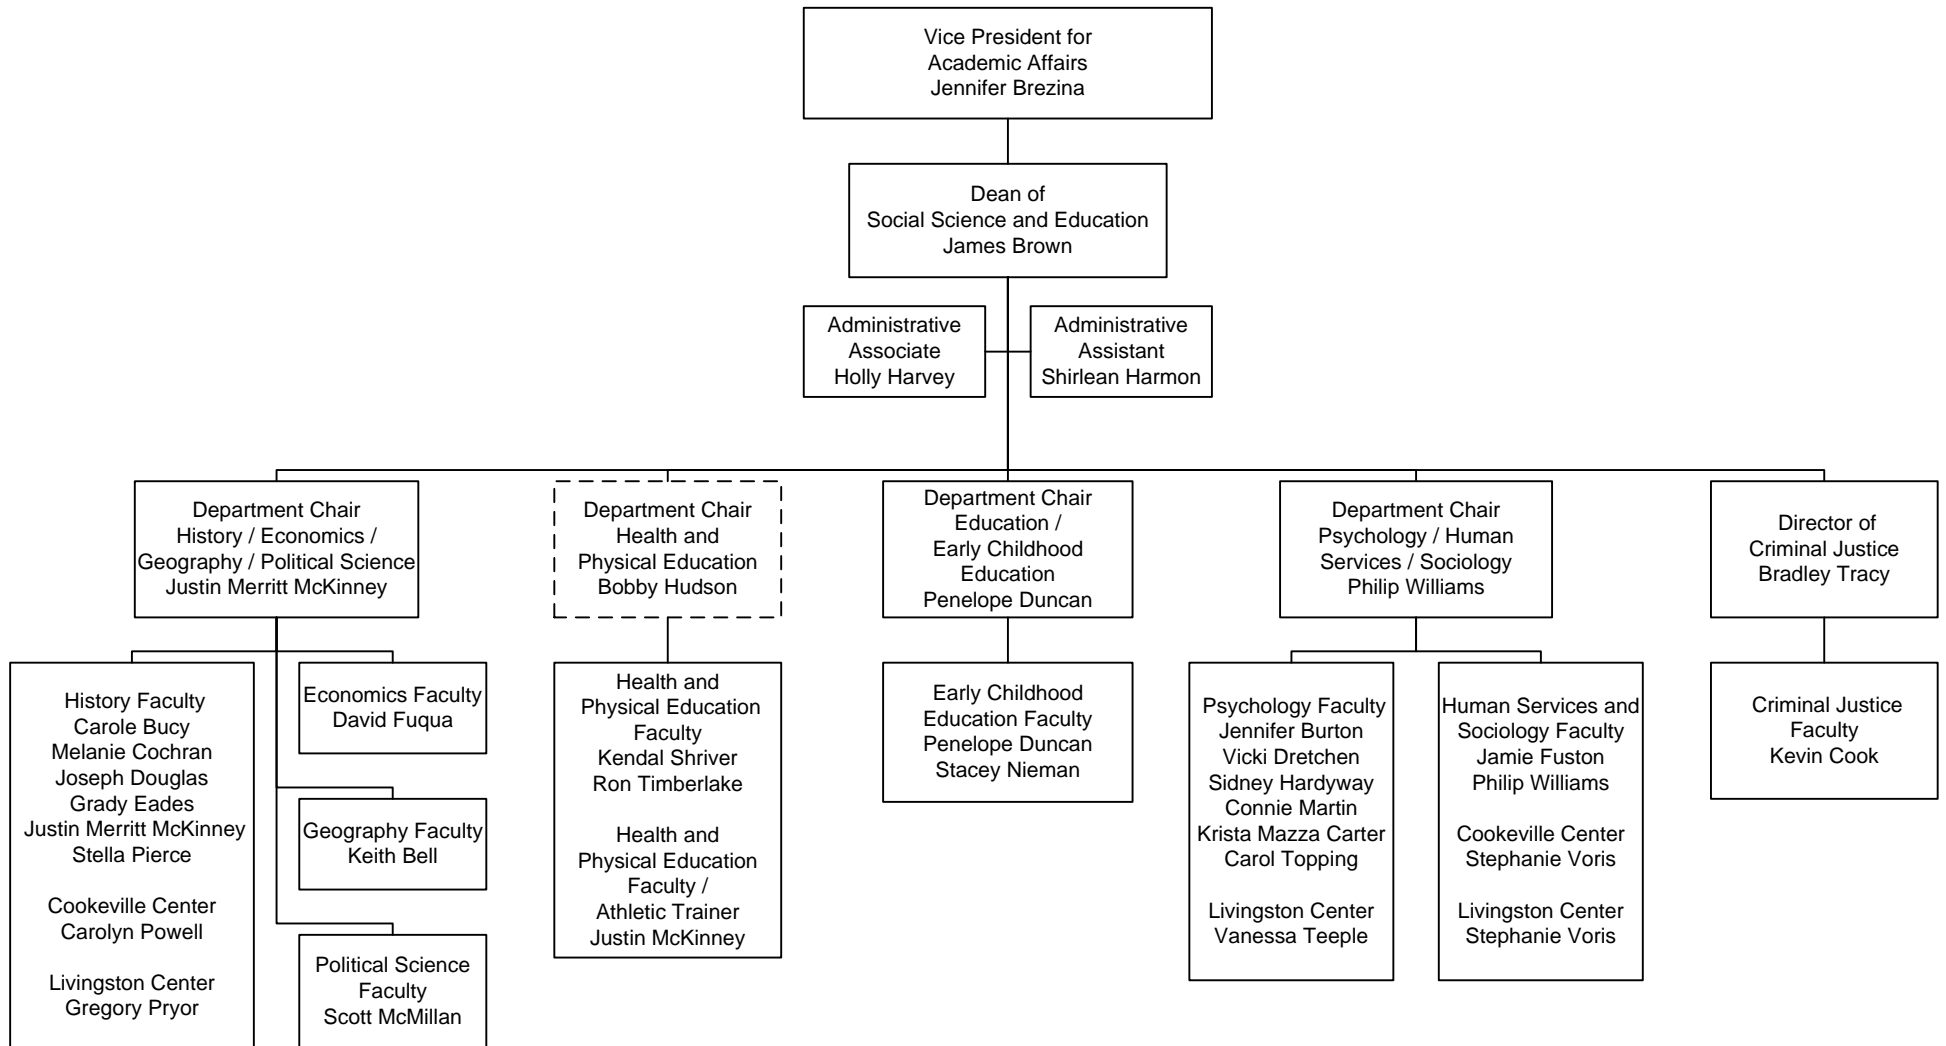 Vice President for
Academic Affairs
Jennifer Brezina
Dean of
Social Science and Education
James Brown
Administrative
Associate
Holly Harvey
Administrative
Assistant
Shirlean Harmon
Department Chair
History / Economics /
Geography / Political Science
Justin Merritt McKinney
Department Chair
Health and
Physical Education
Bobby Hudson
Department Chair
Education /
Early Childhood
Education
Penelope Duncan
Department Chair
Psychology / Human
Services / Sociology
Philip Williams
Director of
Criminal Justice
Bradley Tracy
History Faculty
Carole Bucy
Melanie Cochran
Joseph Douglas
Grady Eades
Justin Merritt McKinney
Stella Pierce
Cookeville Center
Carolyn Powell
Livingston Center
Gregory Pryor
Economics Faculty
David Fuqua
Geography Faculty
Keith Bell
Political Science
Faculty
Scott McMillan
Health and
Physical Education
Faculty
Kendal Shriver
Ron Timberlake
Health and
Physical Education
Faculty /
Athletic Trainer
Justin McKinney
Early Childhood
Education Faculty
Penelope Duncan
Stacey Nieman
Psychology Faculty
Jennifer Burton
Vicki Dretchen
Sidney Hardyway
Connie Martin
Krista Mazza Carter
Carol Topping
Livingston Center
Vanessa Teeple
Human Services and
Sociology Faculty
Jamie Fuston
Philip Williams
Cookeville Center
Stephanie Voris
Livingston Center
Stephanie Voris
Criminal Justice
Faculty
Kevin Cook